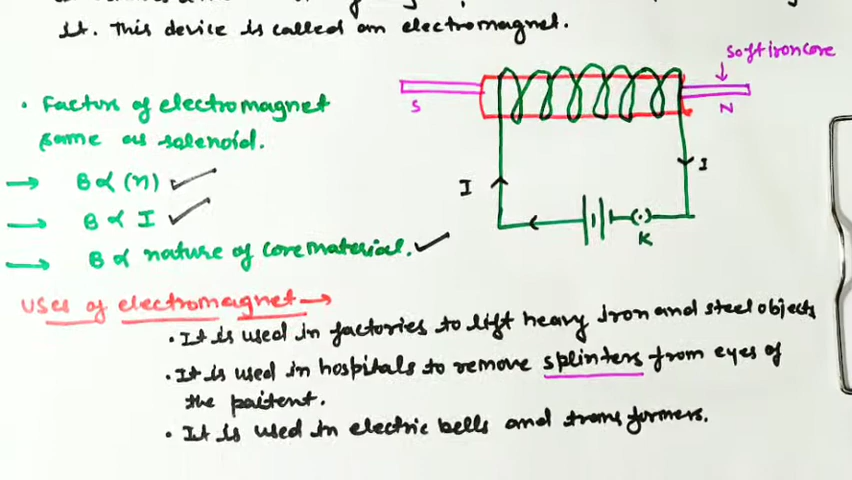 it. This device is called an electromagnet.
soft iron core
S
N
• Factors of electromagnet
same as solenoid.
→ B ∝ (n) ✓
→ B ∝ I ✓
→ B ∝ nature of core material. ✓
I
I
K
Uses of electromagnet →
• It is used in factories to lift heavy iron and steel objects
• It is used in hospitals to remove splinters from eyes of
the paitent.
• It is used in electric bells and transformers.